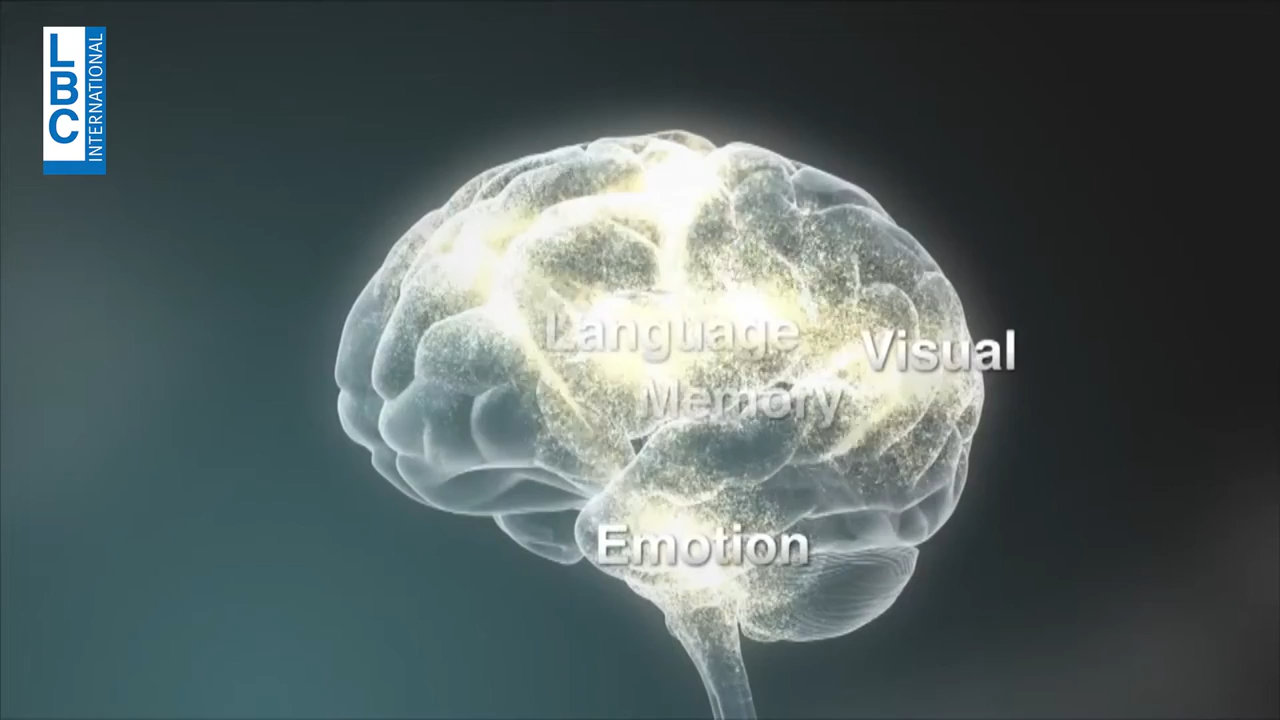 LBC
INTERNATIONAL
Language
Visual
Memory
Emotion